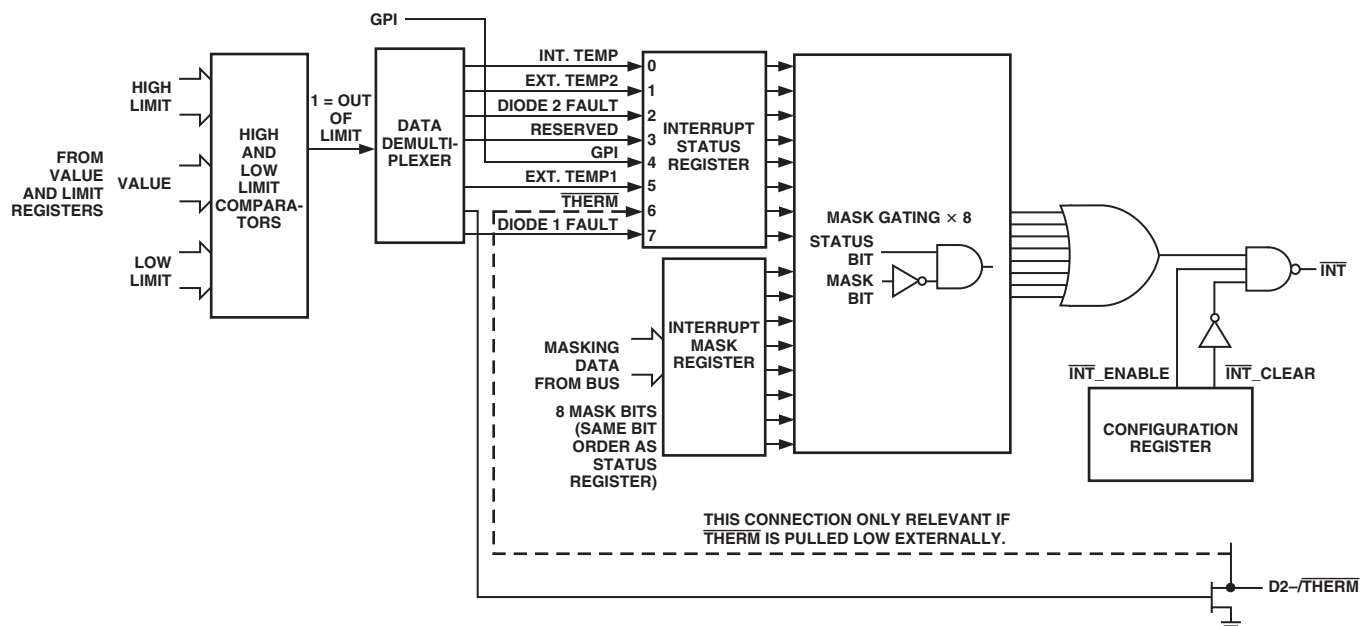 GPI
HIGH
LIMIT
FROM
VALUE
AND LIMIT
REGISTERS
VALUE
LOW
LIMIT
HIGH
AND
LOW
LIMIT
COMPARA-
TORS
1 = OUT
OF
LIMIT
DATA
DEMULTI-
PLEXER
INT. TEMP
EXT. TEMP2
DIODE 2 FAULT
RESERVED
GPI
EXT. TEMP1
THERM
DIODE 1 FAULT
0
1
2
3
4
5
6
7
INTERRUPT
STATUS
REGISTER
MASK GATING × 8
STATUS
BIT
MASK
BIT
INT
MASKING
DATA
FROM BUS
INTERRUPT
MASK
REGISTER
8 MASK BITS
(SAME BIT
ORDER AS
STATUS
REGISTER)
INT_ENABLE
INT_CLEAR
CONFIGURATION
REGISTER
THIS CONNECTION ONLY RELEVANT IF
THERM IS PULLED LOW EXTERNALLY.
D2–/THERM